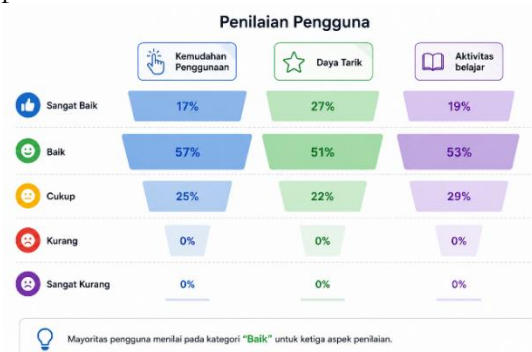 Penilaian Pengguna
Kemudahan Penggunaan
Daya Tarik
Aktivitas belajar
Sangat Baik 17% 27% 19%
Baik 57% 51% 53%
Cukup 25% 22% 29%
Kurang 0% 0% 0%
Sangat Kurang 0% 0% 0%
Mayoritas pengguna menilai pada kategori “Baik” untuk ketiga aspek penilaian.